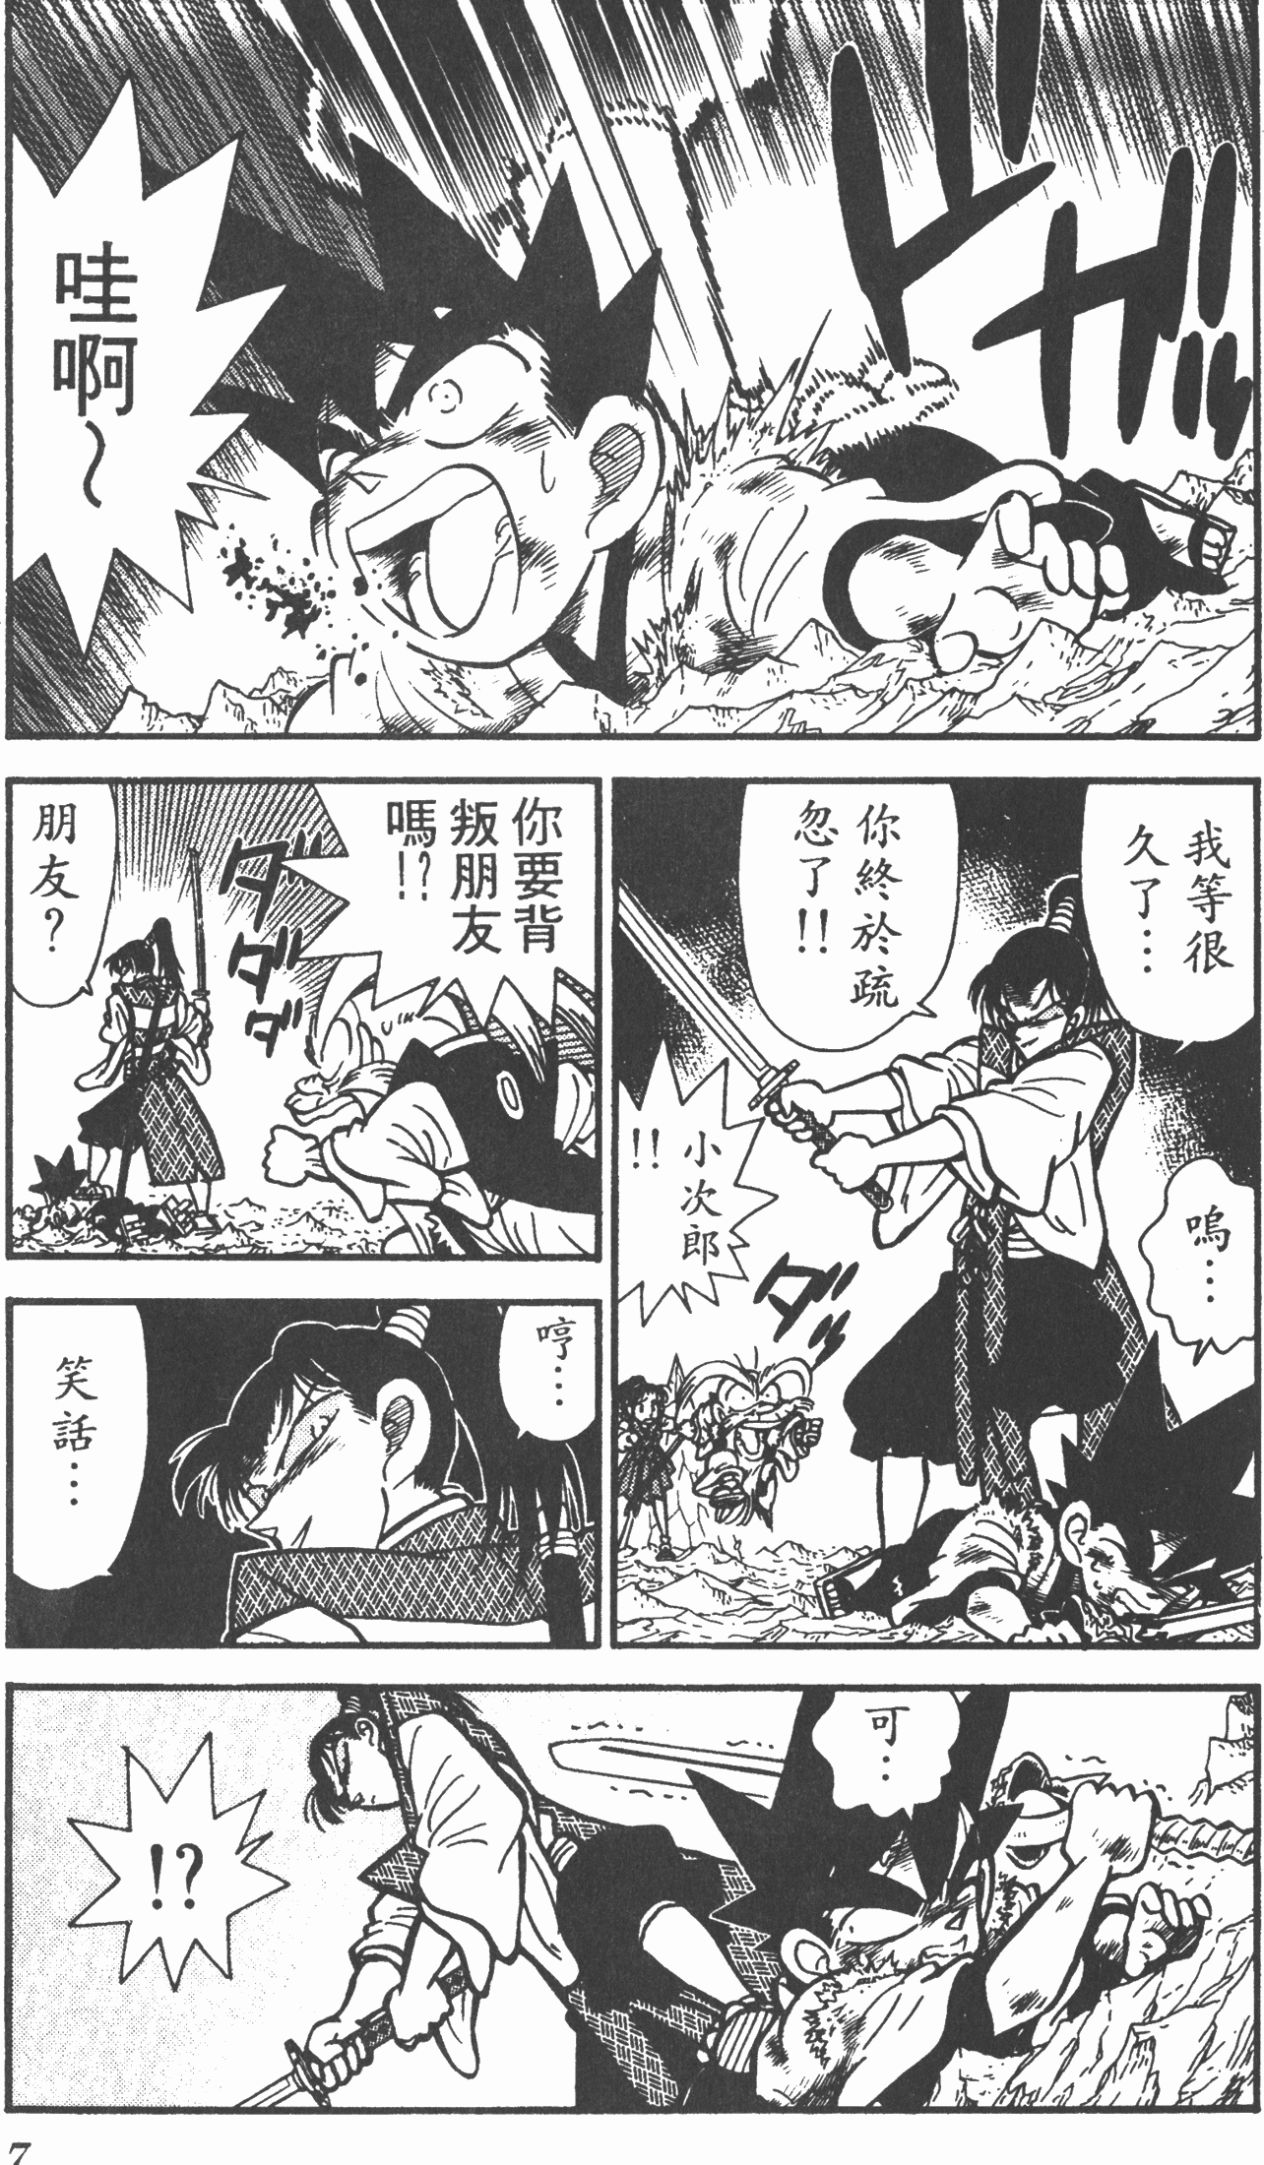 ドガッ
哇啊～
我等很
久了…
你終於疏
忽了!!
嗚…
小次郎
!!
ダッ
你要背
叛朋友
嗎!?
ダダダ
朋友?
哼…
笑話…
可…
!?
7